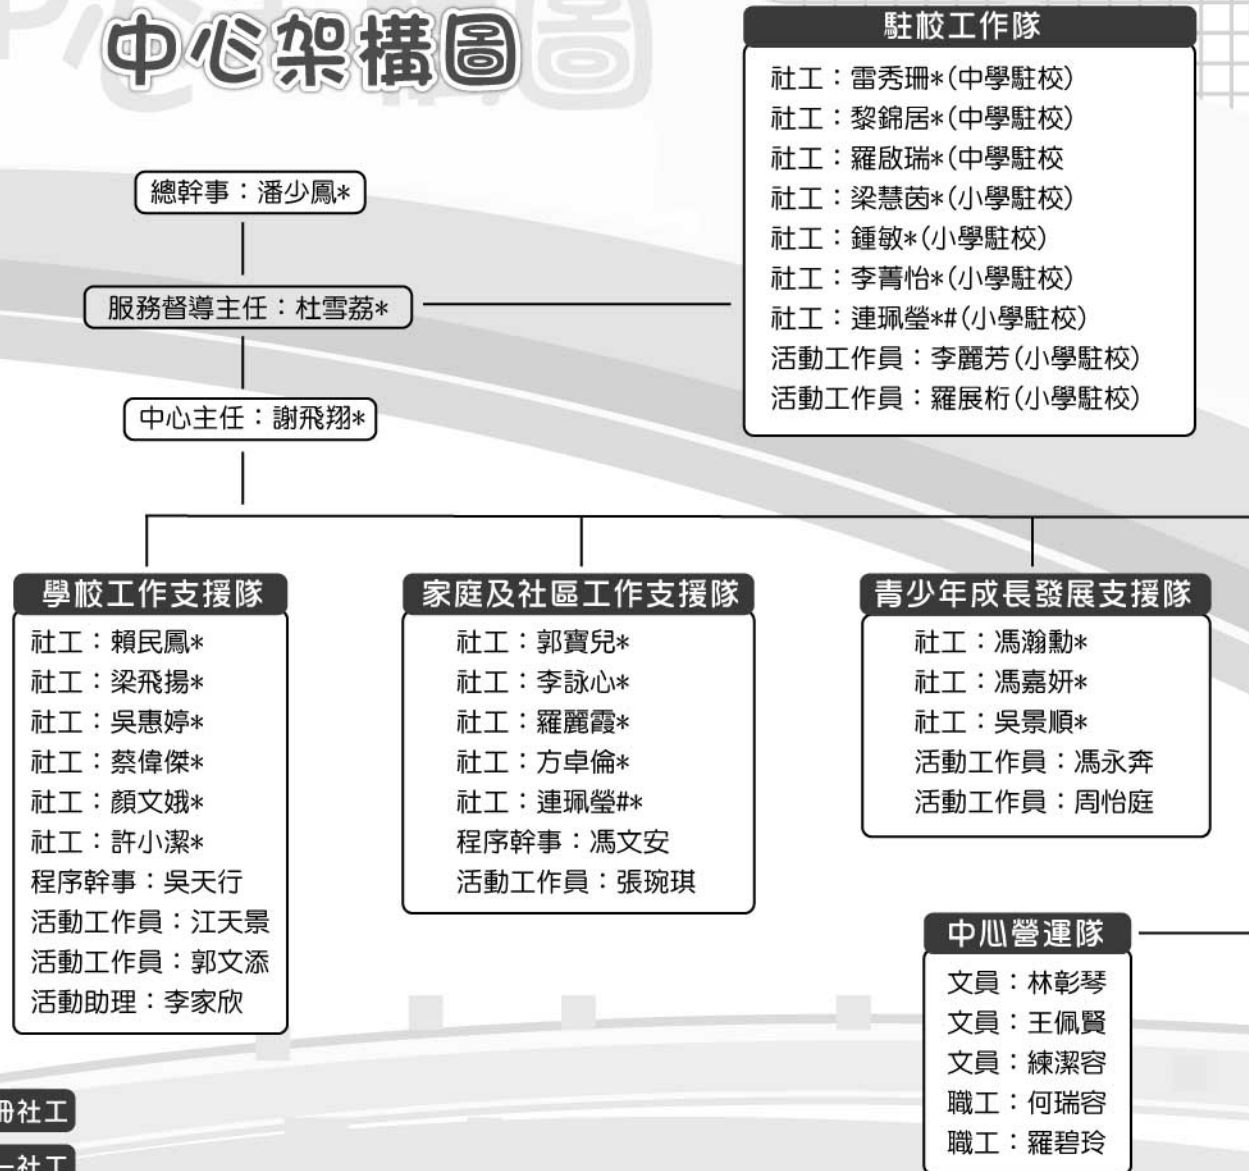 中心架構圖
駐校工作隊
社工：雷秀珊*(中學駐校)
社工：黎錦居*(中學駐校)
社工：羅啟瑞*(中學駐校
社工：梁慧茵*(小學駐校)
社工：鍾敏*(小學駐校)
社工：李菁怡*(小學駐校)
社工：連珮瑩*#(小學駐校)
活動工作員：李麗芳(小學駐校)
活動工作員：羅展桁(小學駐校)
總幹事：潘少鳳*
服務督導主任：杜雪荔*
中心主任：謝飛翔*
學校工作支援隊
社工：賴民鳳*
社工：梁飛揚*
社工：吳惠婷*
社工：蔡偉傑*
社工：顏文娥*
社工：許小潔*
程序幹事：吳天行
活動工作員：江天景
活動工作員：郭文添
活動助理：李家欣
家庭及社區工作支援隊
社工：郭寶兒*
社工：李詠心*
社工：羅麗霞*
社工：方卓倫*
社工：連珮瑩#*
程序幹事：馮文安
活動工作員：張琬琪
青少年成長發展支援隊
社工：馮瀚勳*
社工：馮嘉妍*
社工：吳景順*
活動工作員：馮永奔
活動工作員：周怡庭
中心營運隊
文員：林彰琴
文員：王佩賢
文員：練潔容
職工：何瑞容
職工：羅碧玲
冊社工
社工